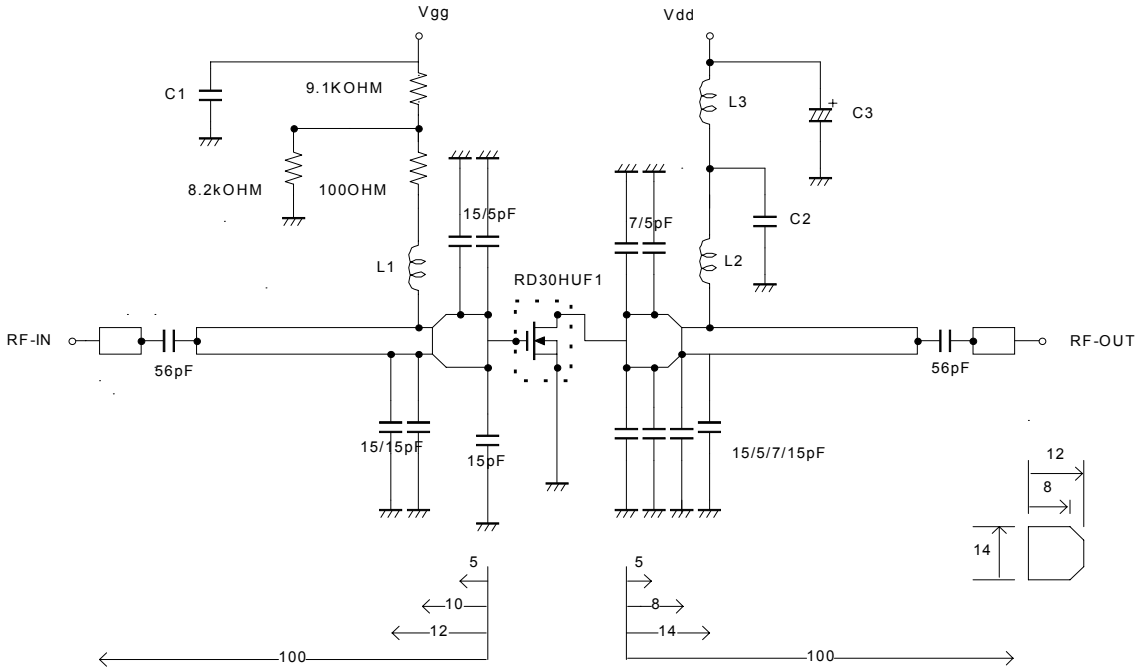 Vgg
Vdd
9.1KOHM
C1
L3
C3
8.2kOHM
100OHM
15/5pF
7/5pF
C2
L1
L2
RD30HUF1
RF-IN
RF-OUT
56pF
56pF
15/15pF
15pF
15/5/7/15pF
12
8
14
5
5
10
8
12
14
100
100